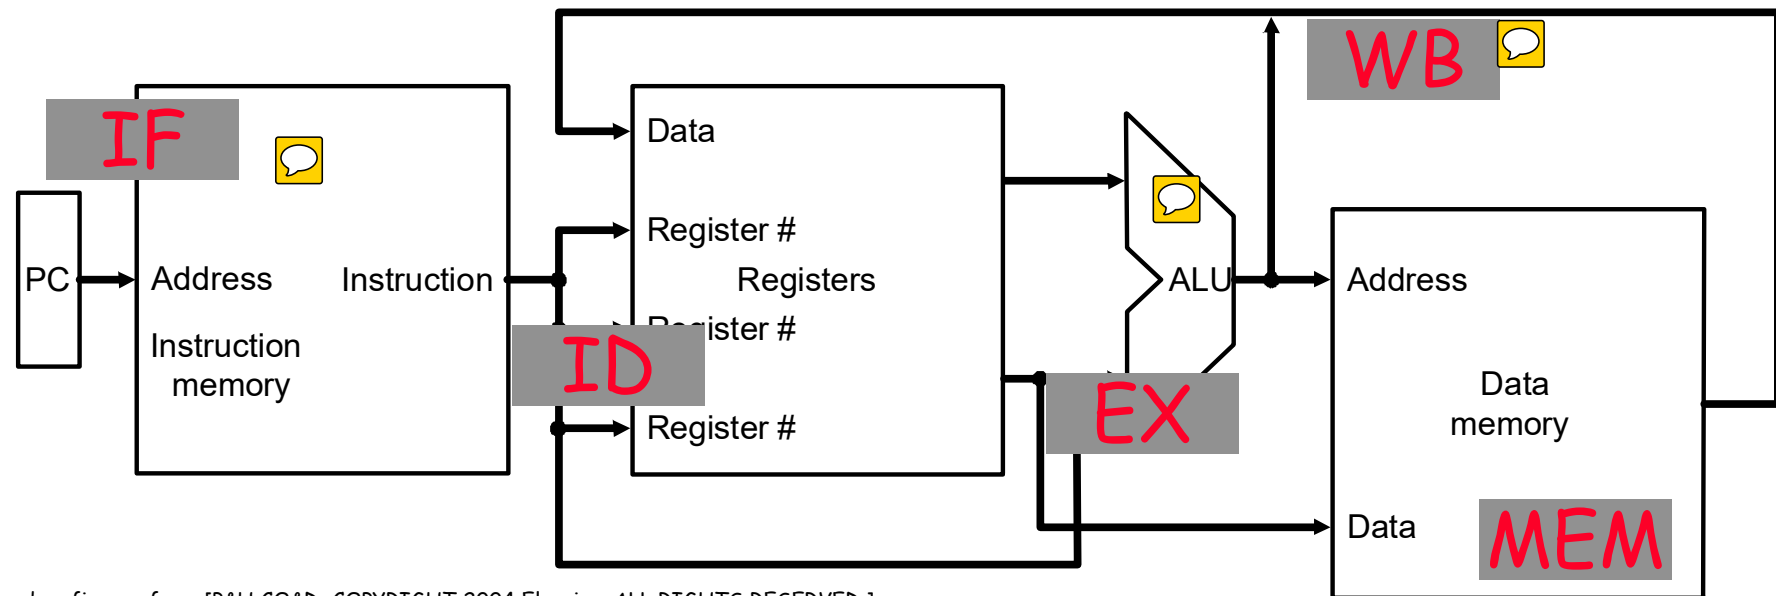 WB
IF
Data
Register #
PC
Address
Instruction
Registers
ALU
Address
Register #
Instruction
memory
ID
Data
memory
EX
Register #
Data
MEM